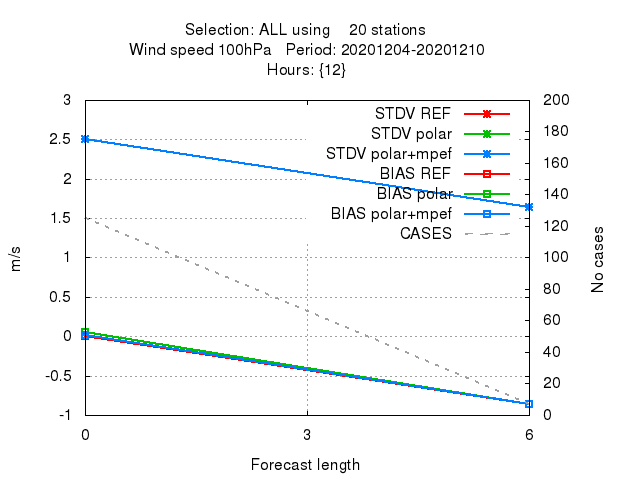 Selection: ALL using 20 stations
Wind speed 100hPa Period: 20201204-20201210
Hours: {12}
3
2.5
2
1.5
1
0.5
0
-0.5
-1
200
180
160
140
120
100
80
60
40
20
0
STDV REF
STDV polar
STDV polar+mpef
BIAS REF
BIAS polar
BIAS polar+mpef
CASES
m/s
No cases
0 3 6
Forecast length